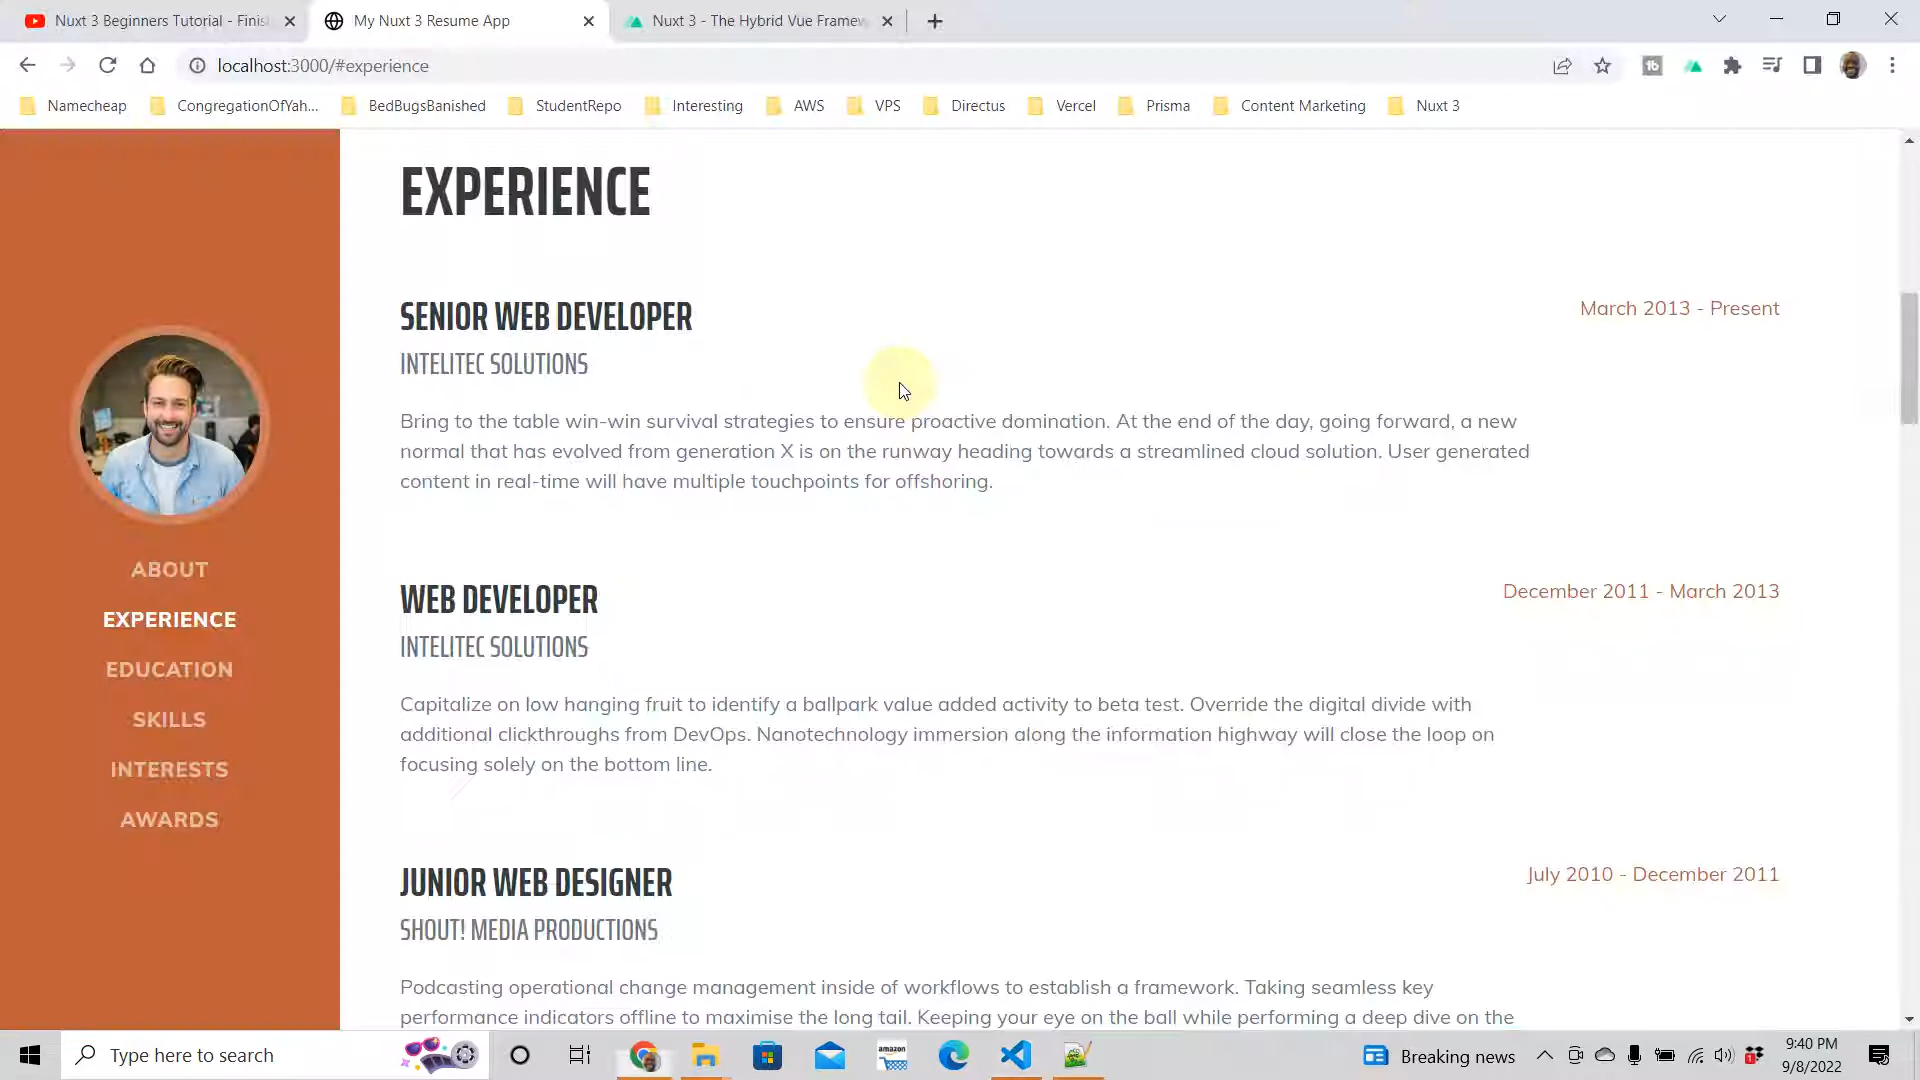 Nuxt 3 Beginners Tutorial - Finis
My Nuxt 3 Resume App
Nuxt 3 - The Hybrid Vue Framew
localhost:3000/#experience
Namecheap
CongregationOfYah...
BedBugsBanished
StudentRepo
Interesting
AWS
VPS
Directus
Vercel
Prisma
Content Marketing
Nuxt 3
ABOUT
EXPERIENCE
EDUCATION
SKILLS
INTERESTS
AWARDS
EXPERIENCE
SENIOR WEB DEVELOPER
March 2013 - Present
INTELITEC SOLUTIONS
Bring to the table win-win survival strategies to ensure proactive domination. At the end of the day, going forward, a new
normal that has evolved from generation X is on the runway heading towards a streamlined cloud solution. User generated
content in real-time will have multiple touchpoints for offshoring.
WEB DEVELOPER
December 2011 - March 2013
INTELITEC SOLUTIONS
Capitalize on low hanging fruit to identify a ballpark value added activity to beta test. Override the digital divide with
additional clickthroughs from DevOps. Nanotechnology immersion along the information highway will close the loop on
focusing solely on the bottom line.
JUNIOR WEB DESIGNER
July 2010 - December 2011
SHOUT! MEDIA PRODUCTIONS
Podcasting operational change management inside of workflows to establish a framework. Taking seamless key
performance indicators offline to maximise the long tail. Keeping your eye on the ball while performing a deep dive on the
Type here to search
amazon
Breaking news
9:40 PM
9/8/2022